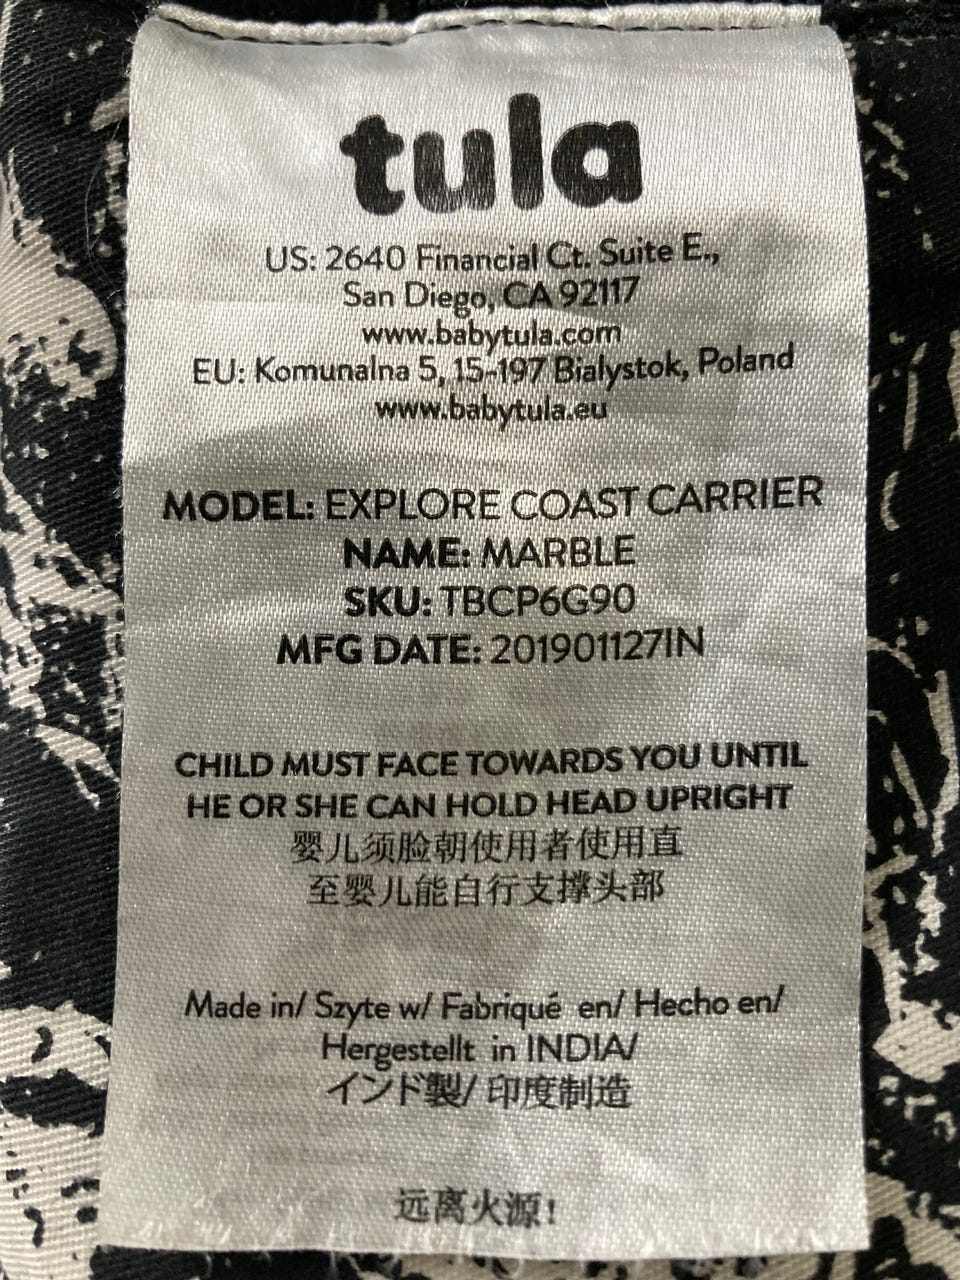 tula
US: 2640 Financial Ct. Suite E.,
San Diego, CA 92117
www.babytula.com
EU: Komunalna 5, 15-197 Bialystok, Poland
www.babytula.eu
MODEL: EXPLORE COAST CARRIER
NAME: MARBLE
SKU: TBCP6G90
MFG DATE: 201901127IN
CHILD MUST FACE TOWARDS YOU UNTIL
HE OR SHE CAN HOLD HEAD UPRIGHT
婴儿须脸朝使用者使用直
至婴儿能自行支撑头部
Made in/ Szyte w/ Fabriqué en/ Hecho en/
Hergestellt in INDIA/
インド製/ 印度制造
远离火源!